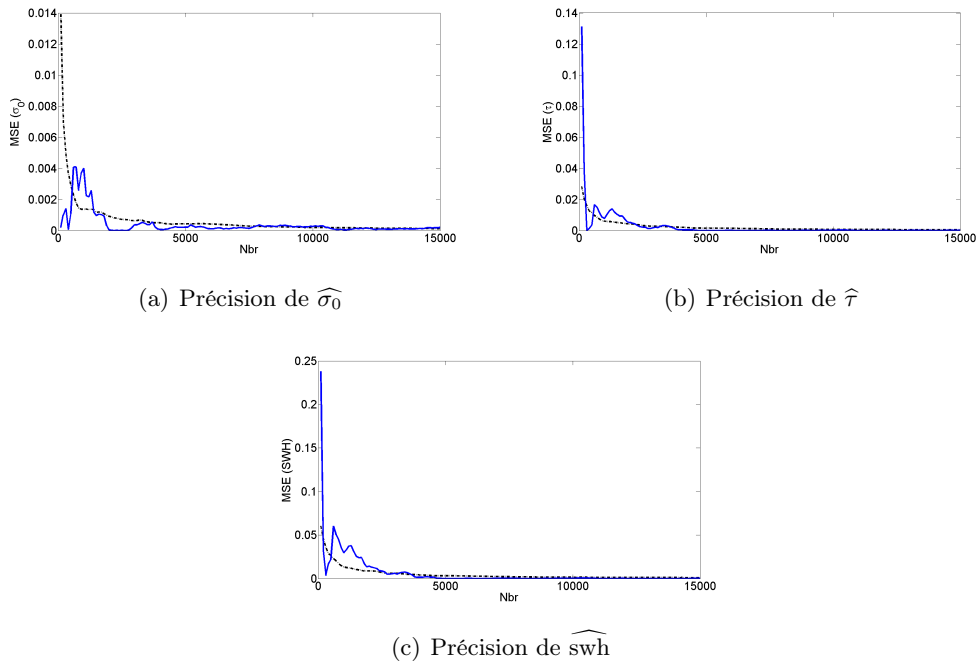 0.014
0.012
0.01
0.008
0.006
0.004
0.002
0
MSE (σ₀)
0 5000 10000 15000
Nbr
(a) Précision de σ̂₀
0.14
0.12
0.1
0.08
0.06
0.04
0.02
0
MSE (τ)
0 5000 10000 15000
Nbr
(b) Précision de τ̂
0.25
0.2
0.15
0.1
0.05
0
MSE (SWH)
0 5000 10000 15000
Nbr
(c) Précision de s͡wh